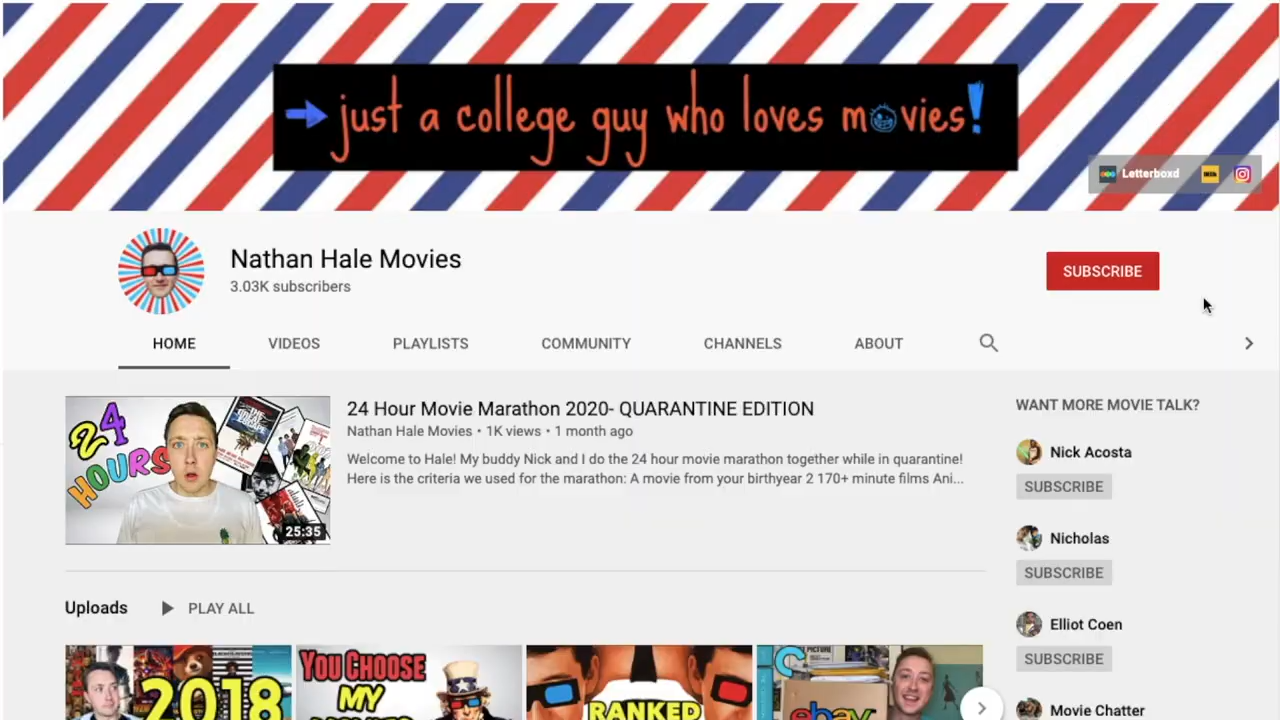 just a college guy who loves movies!
Letterboxd
Nathan Hale Movies
3.03K subscribers
SUBSCRIBE
HOME VIDEOS PLAYLISTS COMMUNITY CHANNELS ABOUT
24 HOURS
25:35
24 Hour Movie Marathon 2020- QUARANTINE EDITION
Nathan Hale Movies • 1K views • 1 month ago
Welcome to Hale! My buddy Nick and I do the 24 hour movie marathon together while in quarantine!
Here is the criteria we used for the marathon: A movie from your birthyear 2 170+ minute films Ani...
WANT MORE MOVIE TALK?
Nick Acosta
SUBSCRIBE
Nicholas
SUBSCRIBE
Elliot Coen
SUBSCRIBE
Movie Chatter
Uploads PLAY ALL
2018
YOU CHOOSE
MY
RANKED
ebay